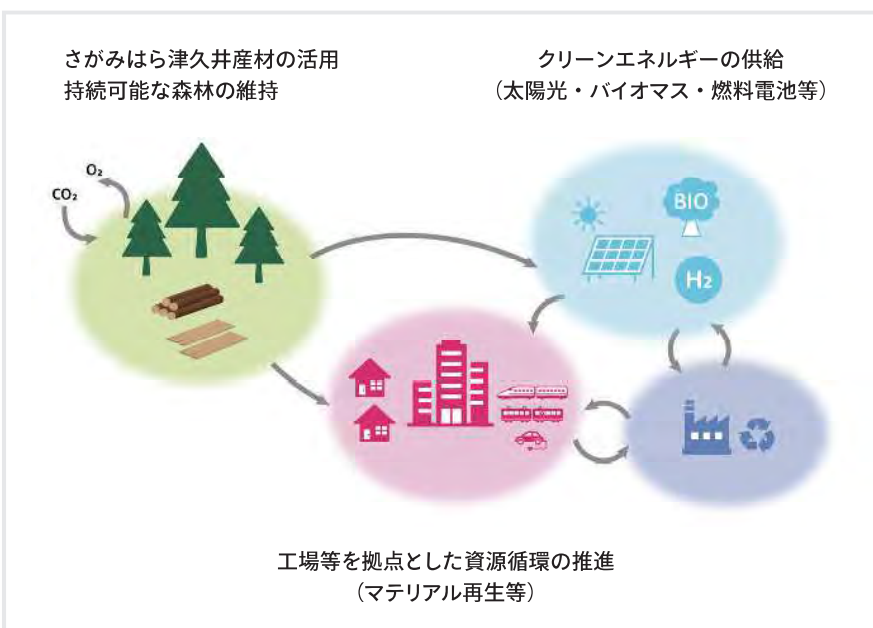 さがみはら津久井産材の活用
持続可能な森林の維持
クリーンエネルギーの供給
（太陽光・バイオマス・燃料電池等）
O₂
CO₂
BIO
H₂
工場等を拠点とした資源循環の推進
（マテリアル再生等）